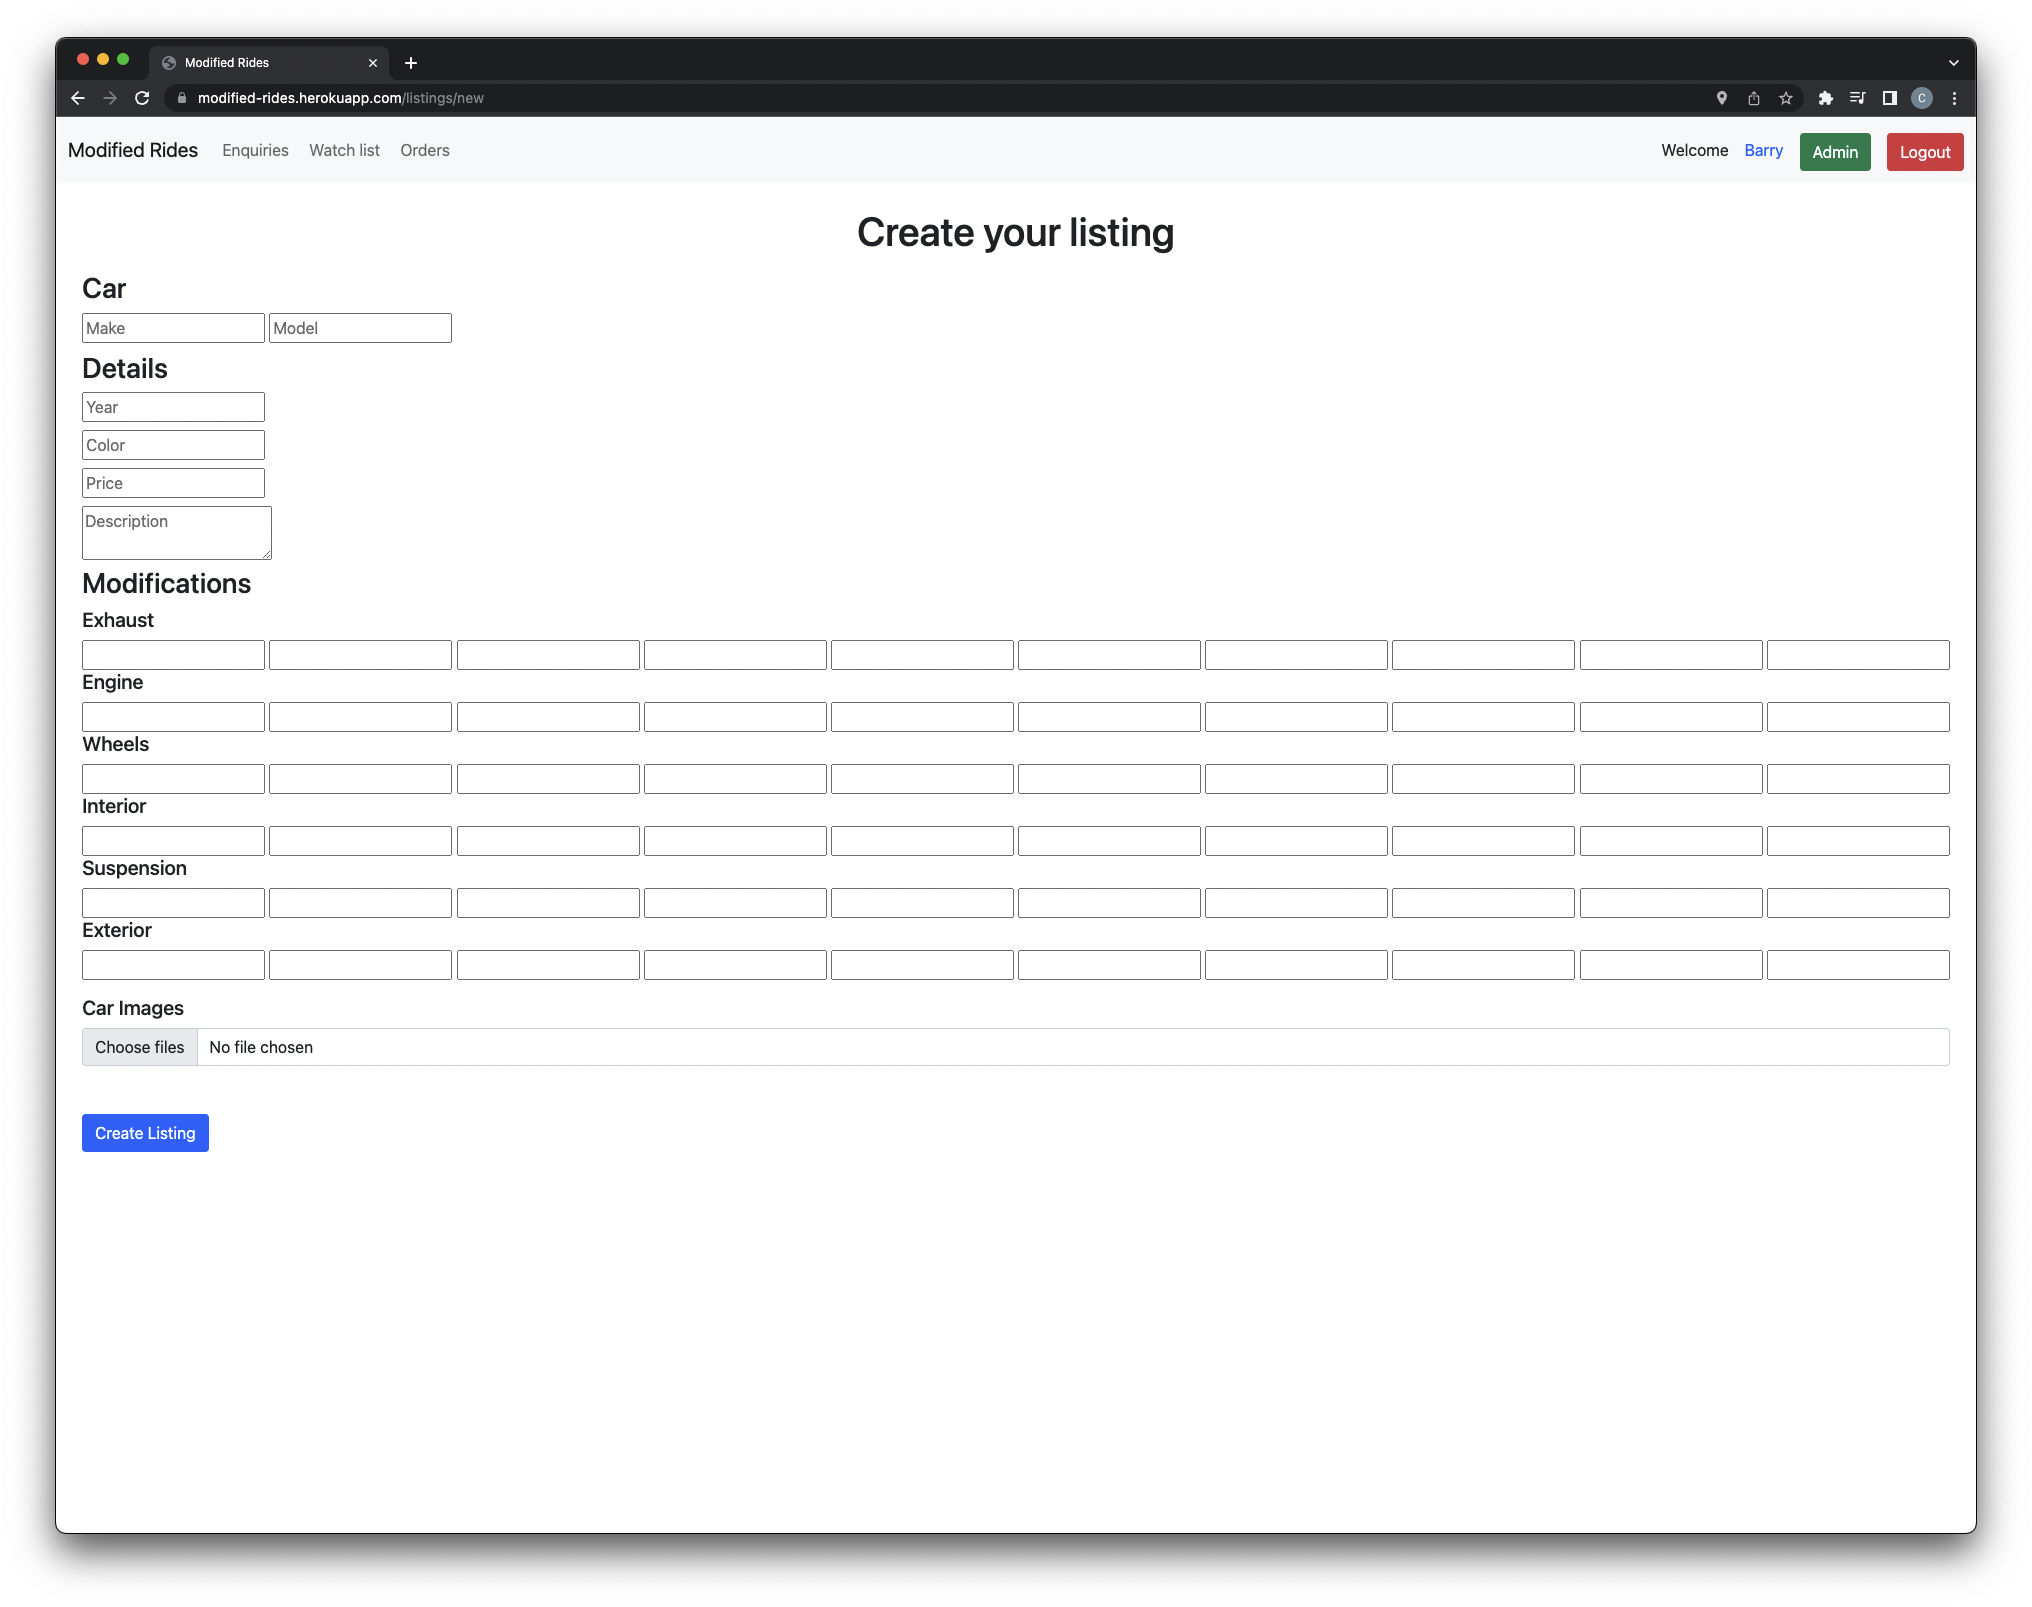 Modified Rides
modified-rides.herokuapp.com/listings/new
C
Modified Rides Enquiries Watch list Orders Welcome Barry Admin Logout
Create your listing
Car
Make Model
Details
Year
Color
Price
Description
Modifications
Exhaust
Engine
Wheels
Interior
Suspension
Exterior
Car Images
Choose files No file chosen
Create Listing